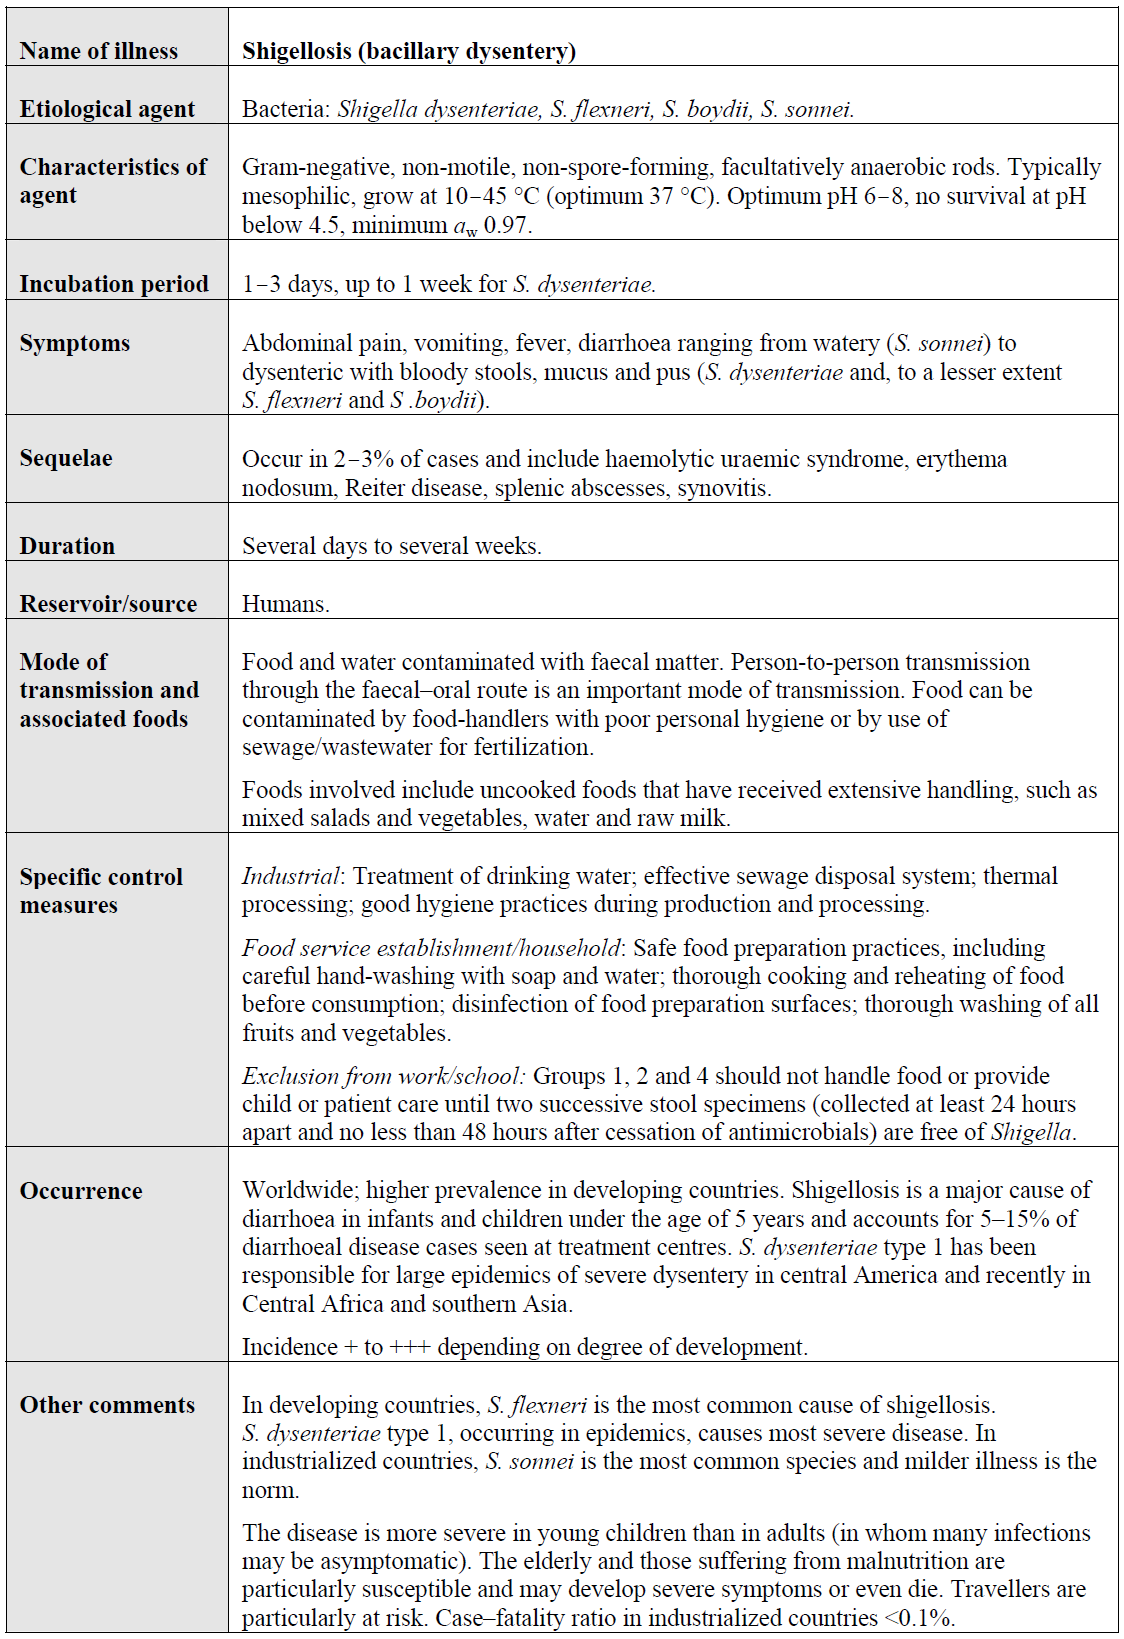 Name of illness
Shigellosis (bacillary dysentery)
Etiological agent
Bacteria: Shigella dysenteriae, S. flexneri, S. boydii, S. sonnei.
Characteristics of
agent
Gram-negative, non-motile, non-spore-forming, facultatively anaerobic rods. Typically
mesophilic, grow at 10–45 °C (optimum 37 °C). Optimum pH 6–8, no survival at pH
below 4.5, minimum aw 0.97.
Incubation period
1–3 days, up to 1 week for S. dysenteriae.
Symptoms
Abdominal pain, vomiting, fever, diarrhoea ranging from watery (S. sonnei) to
dysenteric with bloody stools, mucus and pus (S. dysenteriae and, to a lesser extent
S. flexneri and S .boydii).
Sequelae
Occur in 2–3% of cases and include haemolytic uraemic syndrome, erythema
nodosum, Reiter disease, splenic abscesses, synovitis.
Duration
Several days to several weeks.
Reservoir/source
Humans.
Mode of
transmission and
associated foods
Food and water contaminated with faecal matter. Person-to-person transmission
through the faecal–oral route is an important mode of transmission. Food can be
contaminated by food-handlers with poor personal hygiene or by use of
sewage/wastewater for fertilization.
Foods involved include uncooked foods that have received extensive handling, such as
mixed salads and vegetables, water and raw milk.
Specific control
measures
Industrial: Treatment of drinking water; effective sewage disposal system; thermal
processing; good hygiene practices during production and processing.
Food service establishment/household: Safe food preparation practices, including
careful hand-washing with soap and water; thorough cooking and reheating of food
before consumption; disinfection of food preparation surfaces; thorough washing of all
fruits and vegetables.
Exclusion from work/school: Groups 1, 2 and 4 should not handle food or provide
child or patient care until two successive stool specimens (collected at least 24 hours
apart and no less than 48 hours after cessation of antimicrobials) are free of Shigella.
Occurrence
Worldwide; higher prevalence in developing countries. Shigellosis is a major cause of
diarrhoea in infants and children under the age of 5 years and accounts for 5–15% of
diarrhoeal disease cases seen at treatment centres. S. dysenteriae type 1 has been
responsible for large epidemics of severe dysentery in central America and recently in
Central Africa and southern Asia.
Incidence + to +++ depending on degree of development.
Other comments
In developing countries, S. flexneri is the most common cause of shigellosis.
S. dysenteriae type 1, occurring in epidemics, causes most severe disease. In
industrialized countries, S. sonnei is the most common species and milder illness is the
norm.
The disease is more severe in young children than in adults (in whom many infections
may be asymptomatic). The elderly and those suffering from malnutrition are
particularly susceptible and may develop severe symptoms or even die. Travellers are
particularly at risk. Case–fatality ratio in industrialized countries <0.1%.